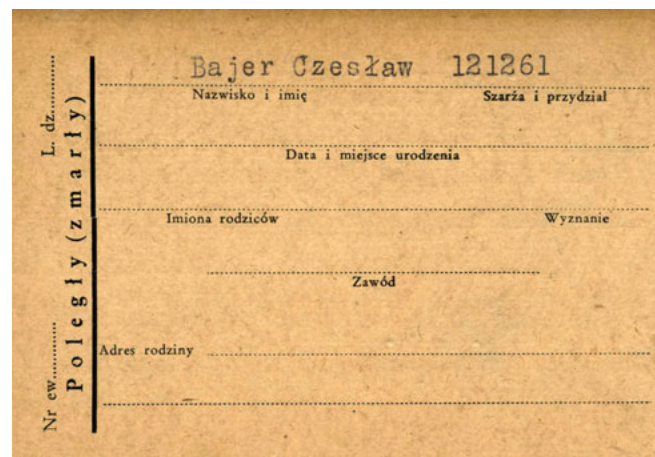 L. dz.
Poległy (zmarły)
Nr ew.
Bajer Czesław 121261
Nazwisko i imię Szarża i przydział
Data i miejsce urodzenia
Imiona rodziców Wyznanie
Zawód
Adres rodziny